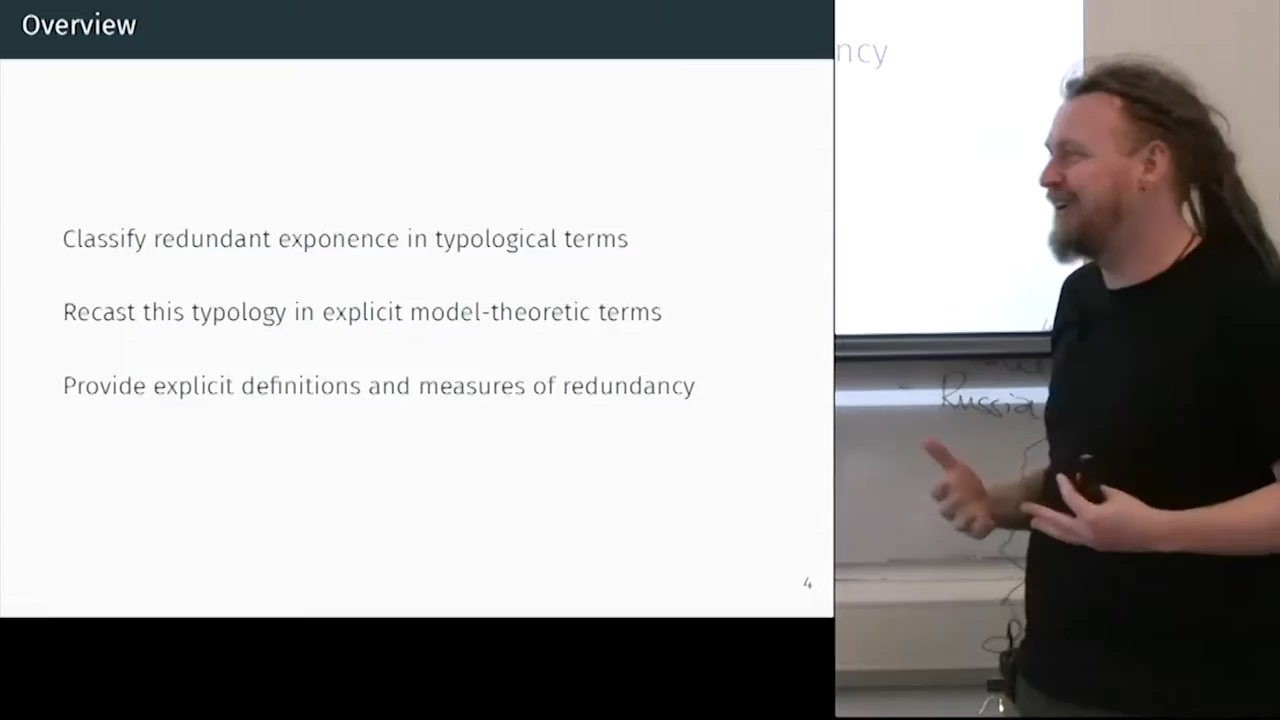 Overview
Classify redundant exponence in typological terms
Recast this typology in explicit model-theoretic terms
Provide explicit definitions and measures of redundancy
4
ncy
Russia